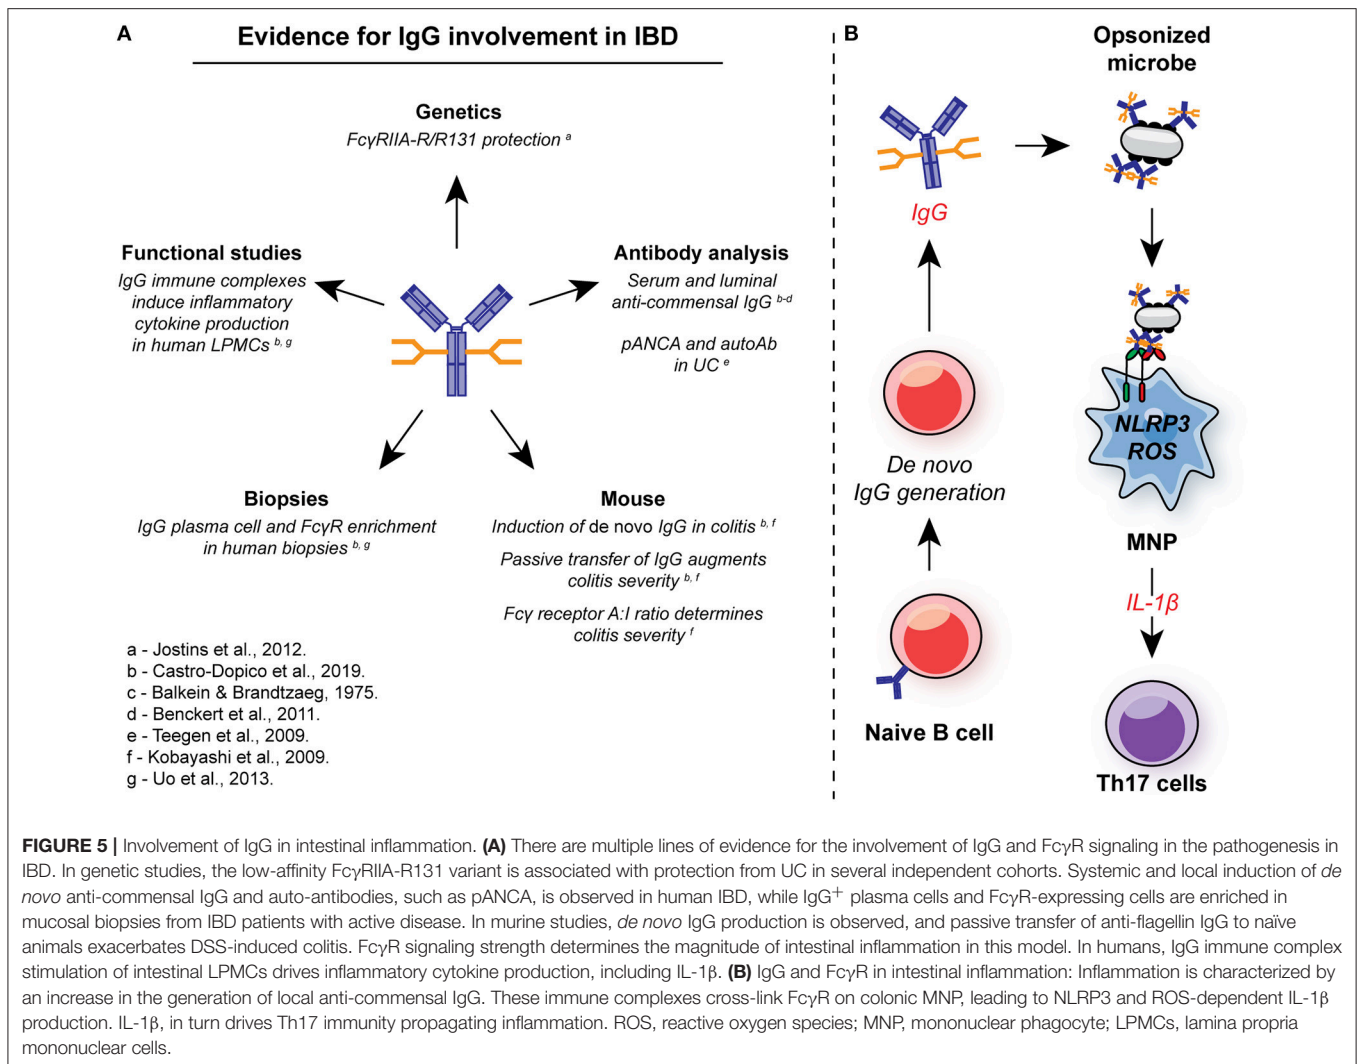 A
Evidence for IgG involvement in IBD
Genetics
FcγRIIA-R/R131 protection a
Functional studies
IgG immune complexes
induce inflammatory
cytokine production
in human LPMCs b, g
Antibody analysis
Serum and luminal
anti-commensal IgG b-d
pANCA and autoAb
in UC e
Biopsies
IgG plasma cell and FcγR enrichment
in human biopsies b, g
Mouse
Induction of de novo IgG in colitis b, f
Passive transfer of IgG augments
colitis severity b, f
Fcγ receptor A:I ratio determines
colitis severity f
a - Jostins et al., 2012.
b - Castro-Dopico et al., 2019.
c - Balkein & Brandtzaeg, 1975.
d - Benckert et al., 2011.
e - Teegen et al., 2009.
f - Kobayashi et al., 2009.
g - Uo et al., 2013.
B
Opsonized
microbe
IgG
De novo
IgG generation
Naive B cell
NLRP3
ROS
MNP
IL-1β
Th17 cells
FIGURE 5 | Involvement of IgG in intestinal inflammation. (A) There are multiple lines of evidence for the involvement of IgG and FcγR signaling in the pathogenesis in
IBD. In genetic studies, the low-affinity FcγRIIA-R131 variant is associated with protection from UC in several independent cohorts. Systemic and local induction of de
novo anti-commensal IgG and auto-antibodies, such as pANCA, is observed in human IBD, while IgG+ plasma cells and FcγR-expressing cells are enriched in
mucosal biopsies from IBD patients with active disease. In murine studies, de novo IgG production is observed, and passive transfer of anti-flagellin IgG to naïve
animals exacerbates DSS-induced colitis. FcγR signaling strength determines the magnitude of intestinal inflammation in this model. In humans, IgG immune complex
stimulation of intestinal LPMCs drives inflammatory cytokine production, including IL-1β. (B) IgG and FcγR in intestinal inflammation: Inflammation is characterized by
an increase in the generation of local anti-commensal IgG. These immune complexes cross-link FcγR on colonic MNP, leading to NLRP3 and ROS-dependent IL-1β
production. IL-1β, in turn drives Th17 immunity propagating inflammation. ROS, reactive oxygen species; MNP, mononuclear phagocyte; LPMCs, lamina propria
mononuclear cells.